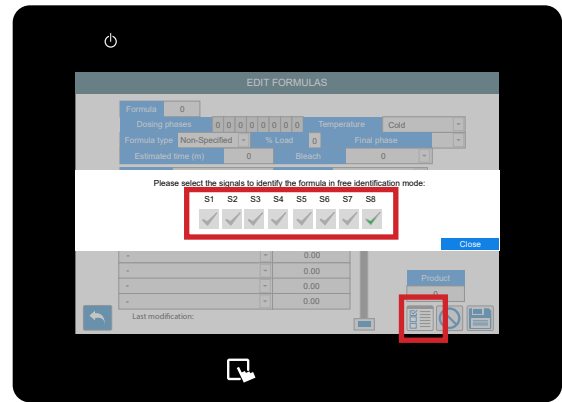 EDIT FORMULAS
Formula 0
Dosing phases 0 0 0 0 0 0 0 0 Temperature Cold
Formula type Non-Specified % Load 0 Final phase
Estimated time (m) 0 Bleach 0
Please select the signals to identify the formula in free identification mode:
S1 S2 S3 S4 S5 S6 S7 S8
Close
- 0.00
- 0.00
- 0.00
- 0.00
Product
Last modification: